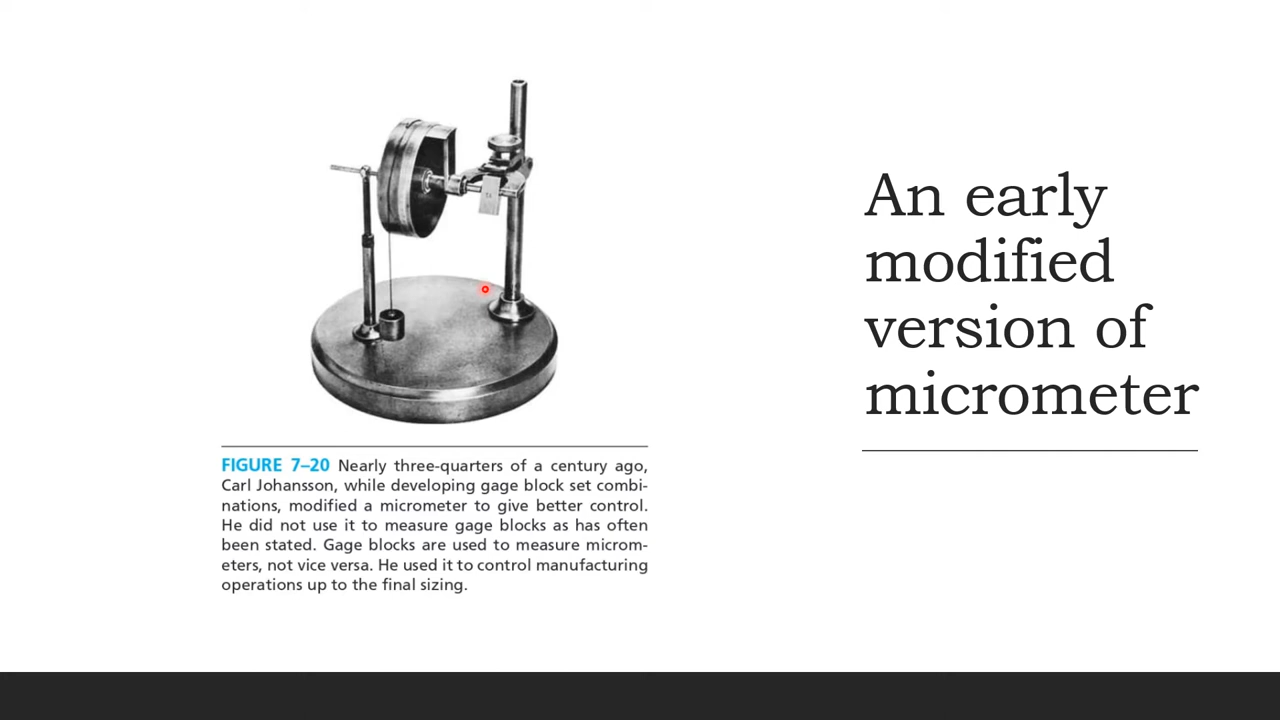 An early
modified
version of
micrometer
FIGURE 7–20 Nearly three-quarters of a century ago,
Carl Johansson, while developing gage block set combi-
nations, modified a micrometer to give better control.
He did not use it to measure gage blocks as has often
been stated. Gage blocks are used to measure microm-
eters, not vice versa. He used it to control manufacturing
operations up to the final sizing.